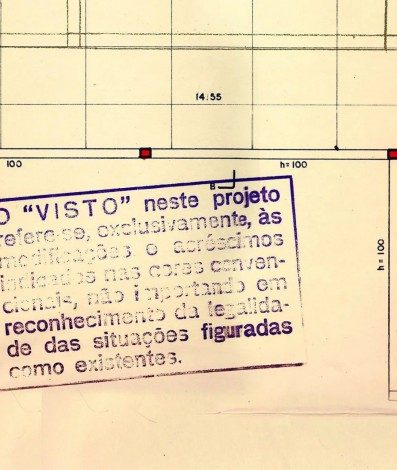 14.55
100
h=100
B
h=100
O "VISTO" neste projeto
refere-se, exclusivamente, às
modificações e acréscimos
indicados nas cores conven-
cionais, não importando em
reconhecimento da legalida-
de das situações figuradas
como existentes.